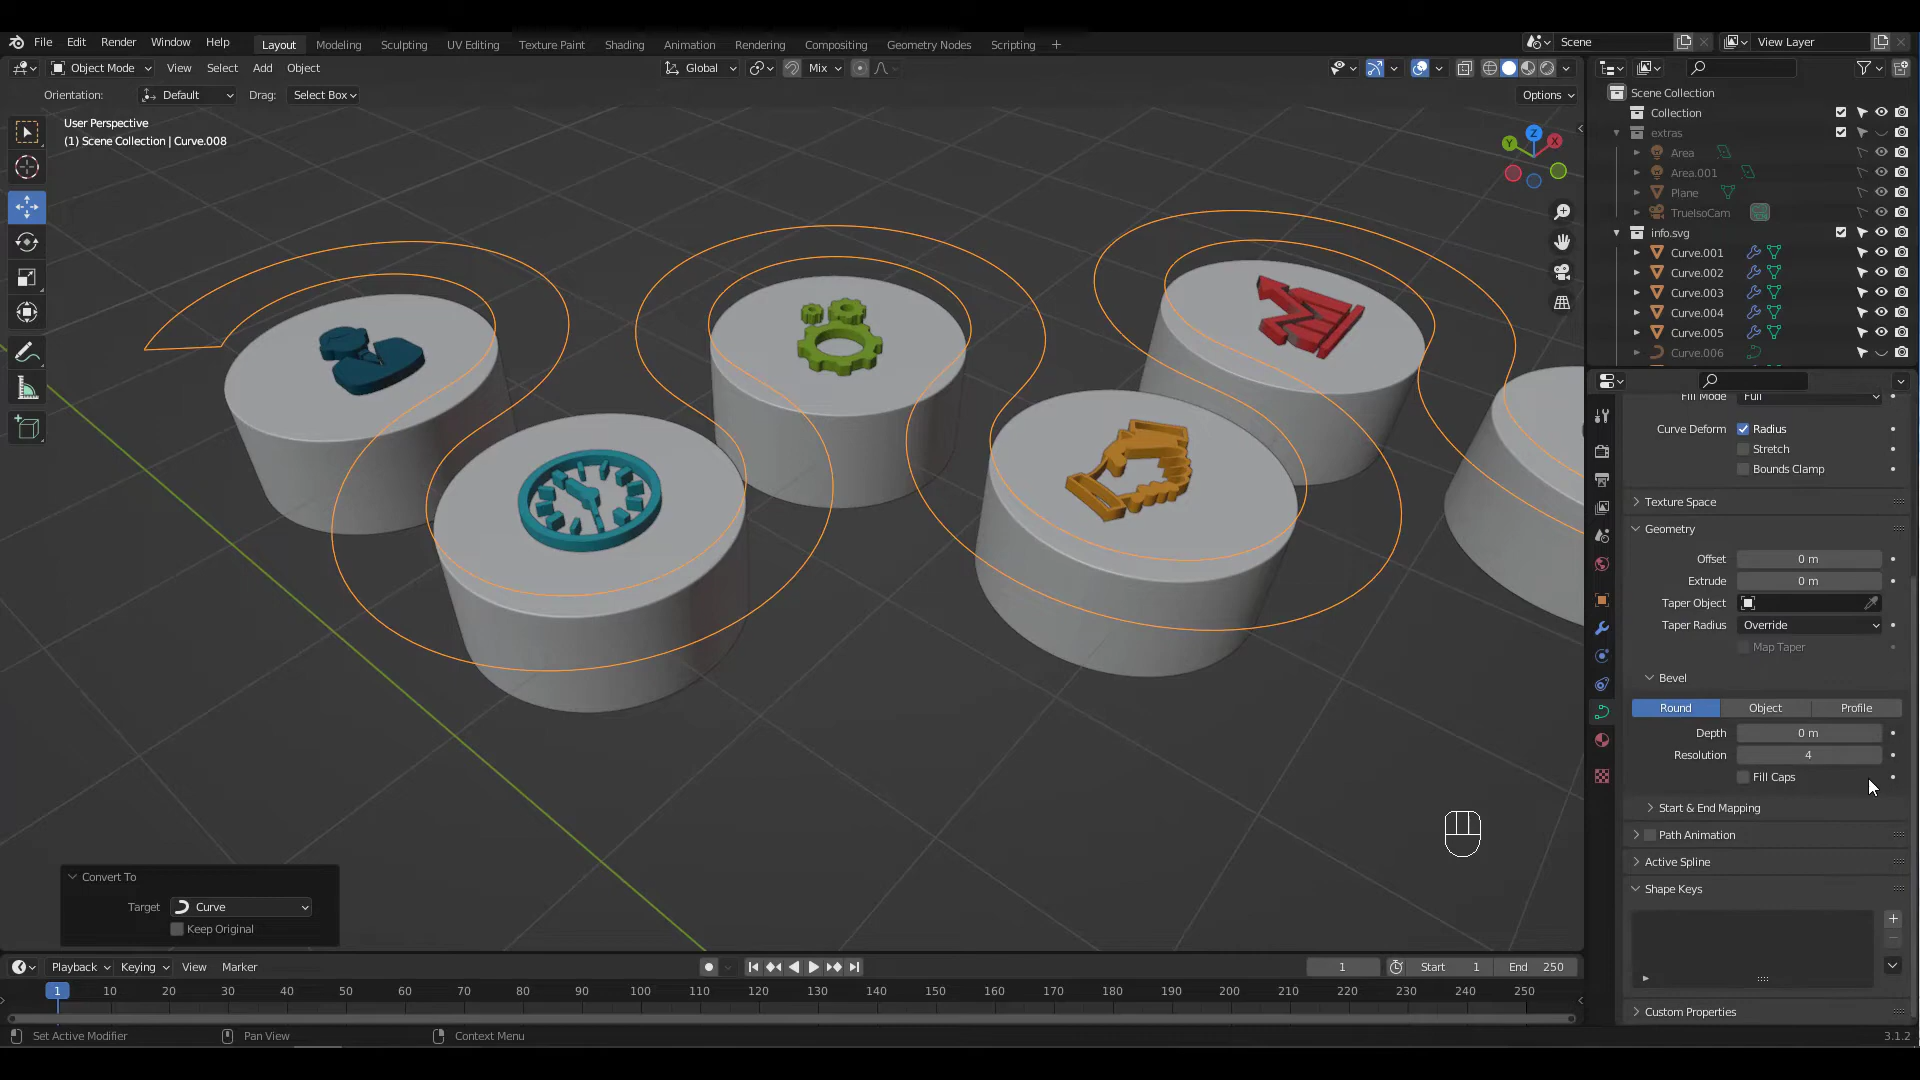 File Edit Render Window Help
Layout Modeling Sculpting UV Editing Texture Paint Shading Animation Rendering Compositing Geometry Nodes Scripting +
Scene
View Layer
Object Mode View Select Add Object
Global
Mix
Orientation: Default Drag: Select Box
Options
User Perspective
(1) Scene Collection | Curve.008
Z
Y
X
Scene Collection
Collection
extras
Area
Area.001
Plane
TrueIsoCam
info.svg
Curve.001
Curve.002
Curve.003
Curve.004
Curve.005
Curve.006
Fill Mode Full
Curve Deform Radius
Stretch
Bounds Clamp
Texture Space
Geometry
Offset 0 m
Extrude 0 m
Taper Object
Taper Radius Override
Map Taper
Bevel
Round Object Profile
Depth 0 m
Resolution 4
Fill Caps
Start & End Mapping
Path Animation
Active Spline
Shape Keys
Custom Properties
Convert To
Target Curve
Keep Original
Playback Keying View Marker
1 Start 1 End 250
1 10 20 30 40 50 60 70 80 90 100 110 120 130 140 150 160 170 180 190 200 210 220 230 240 250
Set Active Modifier Pan View Context Menu
3.1.2